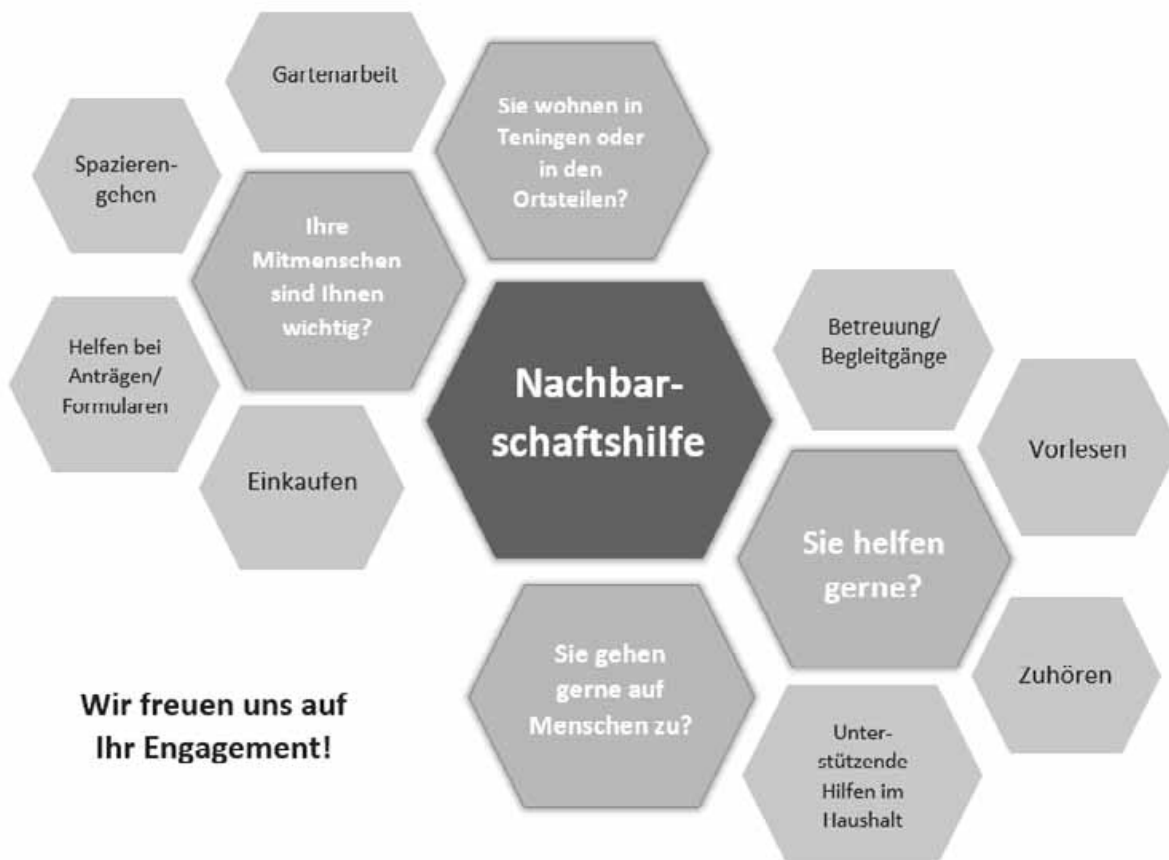 Gartenarbeit
Sie wohnen in
Teningen oder
in den
Ortsteilen?
Spazieren-
gehen
Ihre
Mitmenschen
sind Ihnen
wichtig?
Helfen bei
Anträgen/
Formularen
Einkaufen
Nachbar-
schaftshilfe
Betreuung/
Begleitgänge
Vorlesen
Sie helfen
gerne?
Zuhören
Sie gehen
gerne auf
Menschen zu?
Unter-
stützende
Hilfen im
Haushalt
Wir freuen uns auf
Ihr Engagement!